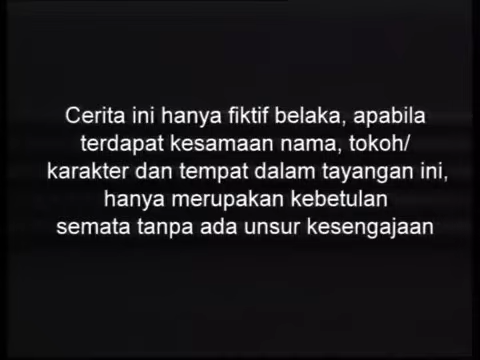 Cerita ini hanya fiktif belaka, apabila
terdapat kesamaan nama, tokoh/
karakter dan tempat dalam tayangan ini,
hanya merupakan kebetulan
semata tanpa ada unsur kesengajaan